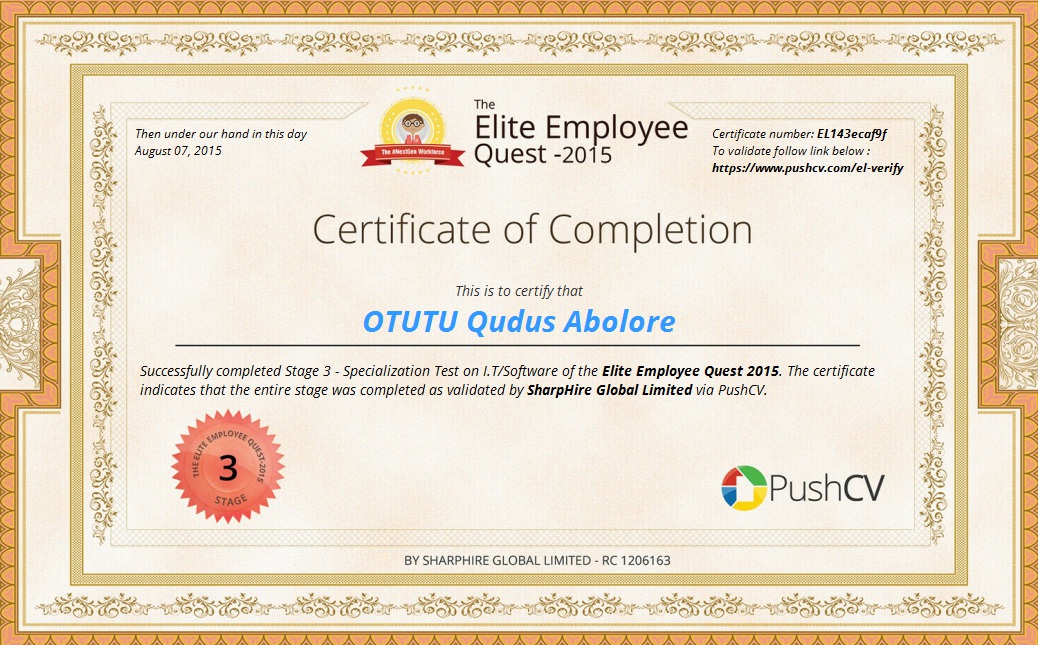 Then under our hand in this day
August 07, 2015
The #NextGen Workforce
The
Elite Employee
Quest -2015
Certificate number: EL143ecaf9f
To validate follow link below :
https://www.pushcv.com/el-verify
Certificate of Completion
This is to certify that
OTUTU Qudus Abolore
Successfully completed Stage 3 - Specialization Test on I.T/Software of the Elite Employee Quest 2015. The certificate
indicates that the entire stage was completed as validated by SharpHire Global Limited via PushCV.
THE ELITE EMPLOYEE QUEST-2015
3
STAGE
PushCV
BY SHARPHIRE GLOBAL LIMITED - RC 1206163